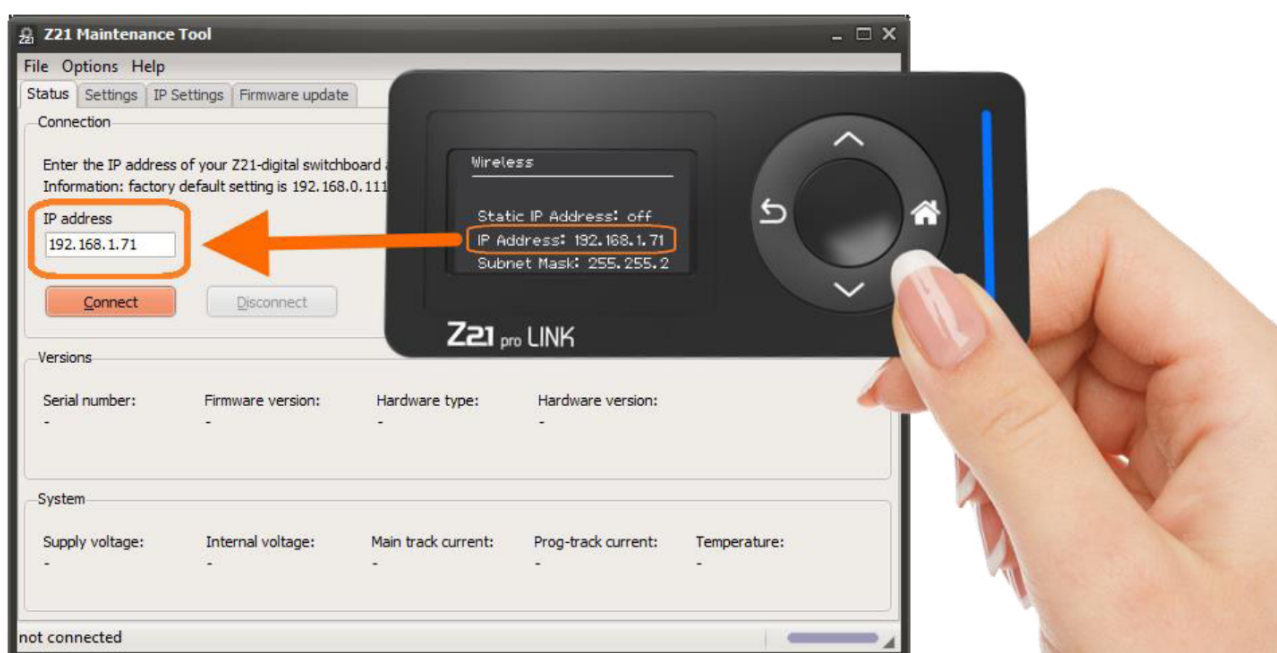 Z21 Maintenance Tool
File Options Help
Status Settings IP Settings Firmware update
Connection
Enter the IP address of your Z21-digital switchboard
Information: factory default setting is 192.168.0.111
IP address
192.168.1.71
Connect Disconnect
Wireless
Static IP Address: off
IP Address: 192.168.1.71
Subnet Mask: 255.255.2
Z21 pro LINK
Versions
Serial number: Firmware version: Hardware type: Hardware version:
- - - -
System
Supply voltage: Internal voltage: Main track current: Prog-track current: Temperature:
- - - - -
not connected